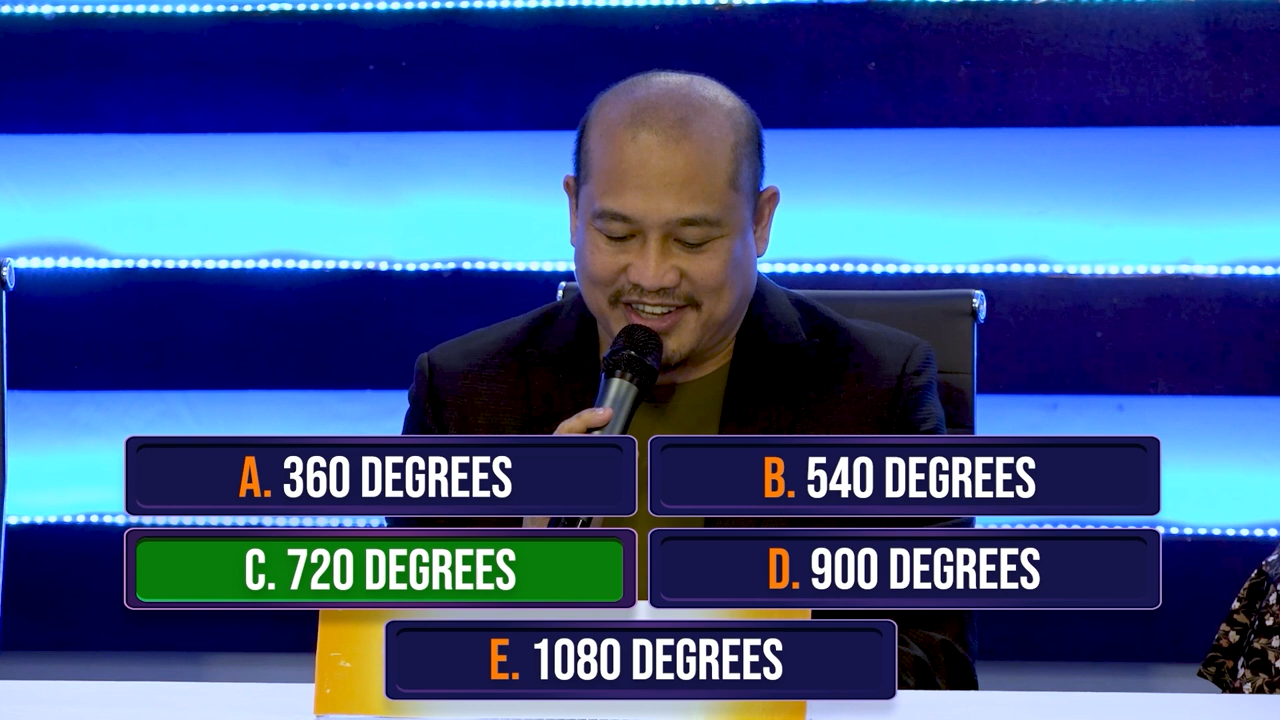 A. 360 DEGREES
B. 540 DEGREES
C. 720 DEGREES
D. 900 DEGREES
E. 1080 DEGREES